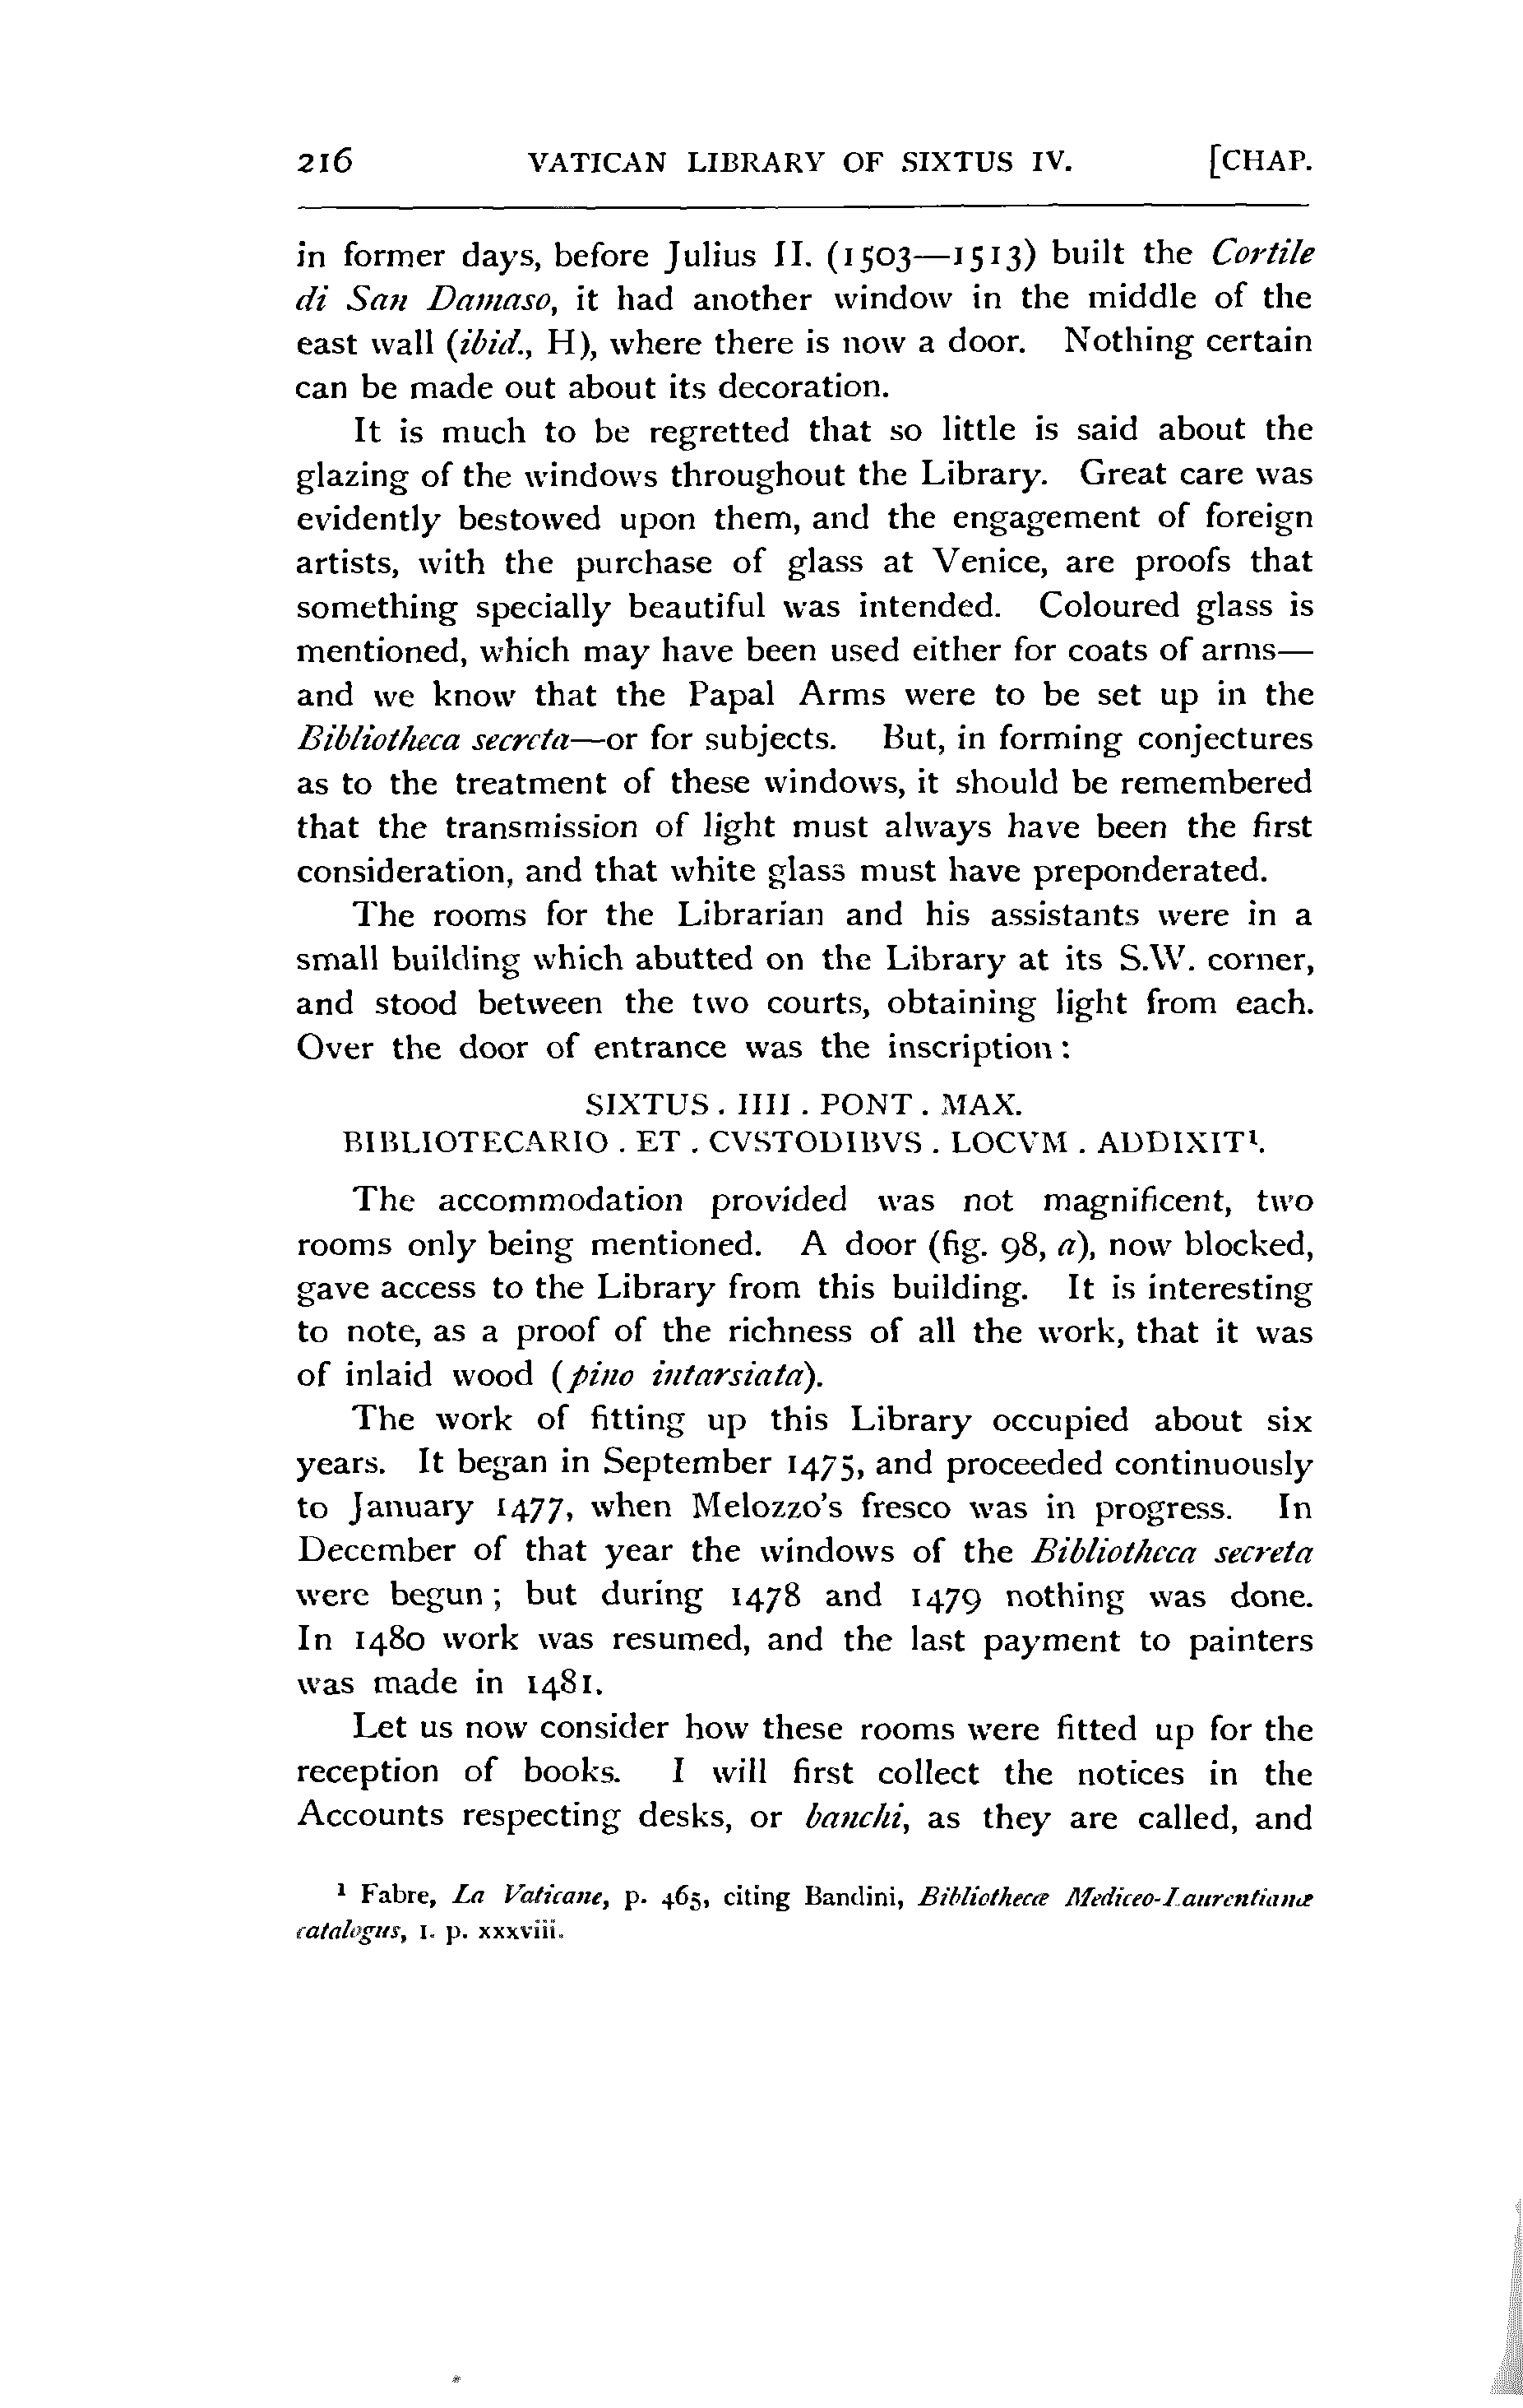 216 VATICAN LIBRARY OF SIXTUS IV. [CHAP.
in former days, before Julius II. (1503—1513) built the Cortile
di San Damaso, it had another window in the middle of the
east wall (ibid., H), where there is now a door. Nothing certain
can be made out about its decoration.
It is much to be regretted that so little is said about the
glazing of the windows throughout the Library. Great care was
evidently bestowed upon them, and the engagement of foreign
artists, with the purchase of glass at Venice, are proofs that
something specially beautiful was intended. Coloured glass is
mentioned, which may have been used either for coats of arms—
and we know that the Papal Arms were to be set up in the
Bibliotheca secreta—or for subjects. But, in forming conjectures
as to the treatment of these windows, it should be remembered
that the transmission of light must always have been the first
consideration, and that white glass must have preponderated.
The rooms for the Librarian and his assistants were in a
small building which abutted on the Library at its S.W. corner,
and stood between the two courts, obtaining light from each.
Over the door of entrance was the inscription:
SIXTUS . IIII . PONT . MAX.
BIBLIOTECARIO . ET . CVSTODIBVS . LOCVM . ADDIXIT¹.
The accommodation provided was not magnificent, two
rooms only being mentioned. A door (fig. 98, a), now blocked,
gave access to the Library from this building. It is interesting
to note, as a proof of the richness of all the work, that it was
of inlaid wood (pino intarsiata).
The work of fitting up this Library occupied about six
years. It began in September 1475, and proceeded continuously
to January 1477, when Melozzo's fresco was in progress. In
December of that year the windows of the Bibliotheca secreta
were begun; but during 1478 and 1479 nothing was done.
In 1480 work was resumed, and the last payment to painters
was made in 1481.
Let us now consider how these rooms were fitted up for the
reception of books. I will first collect the notices in the
Accounts respecting desks, or banchi, as they are called, and
¹ Fabre, La Vaticane, p. 465, citing Bandini, Bibliothecæ Mediceo-Laurentianæ
catalogus, I. p. xxxviii.